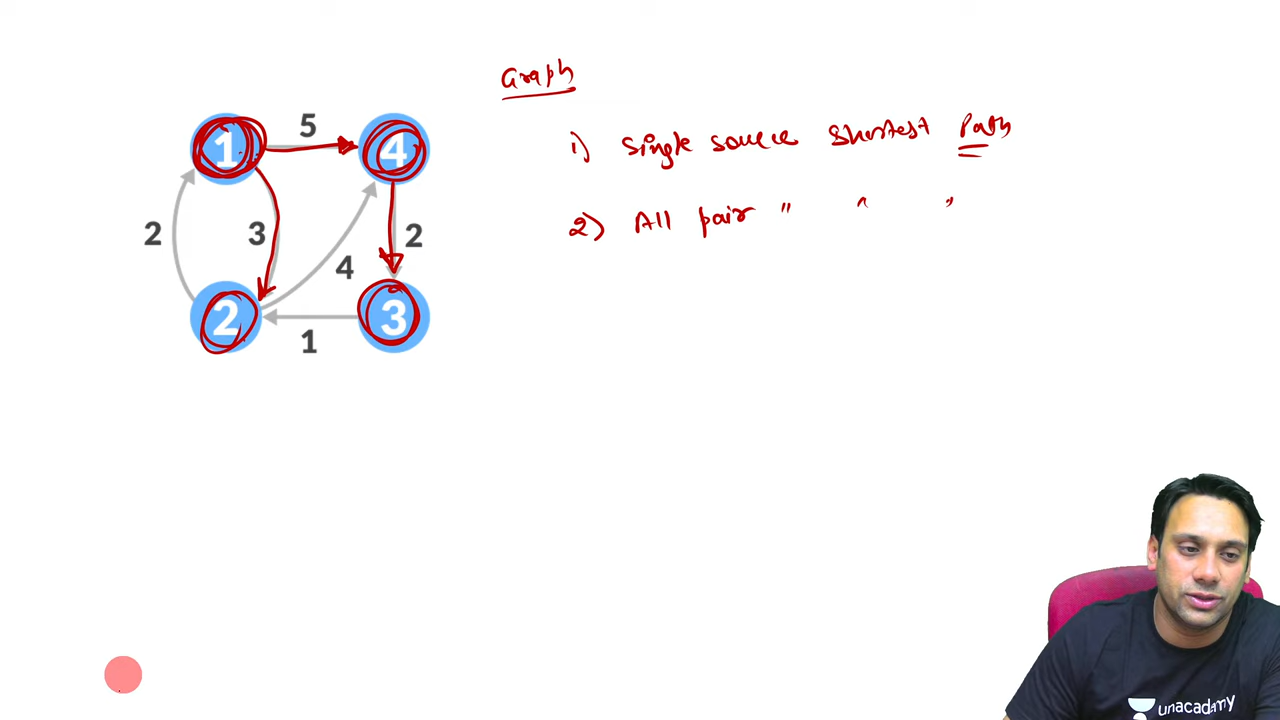 Graph
1) Single source shortest Path
2) All pair " " "
1 5 4
2 3 4 2
2 1 3
unacademy